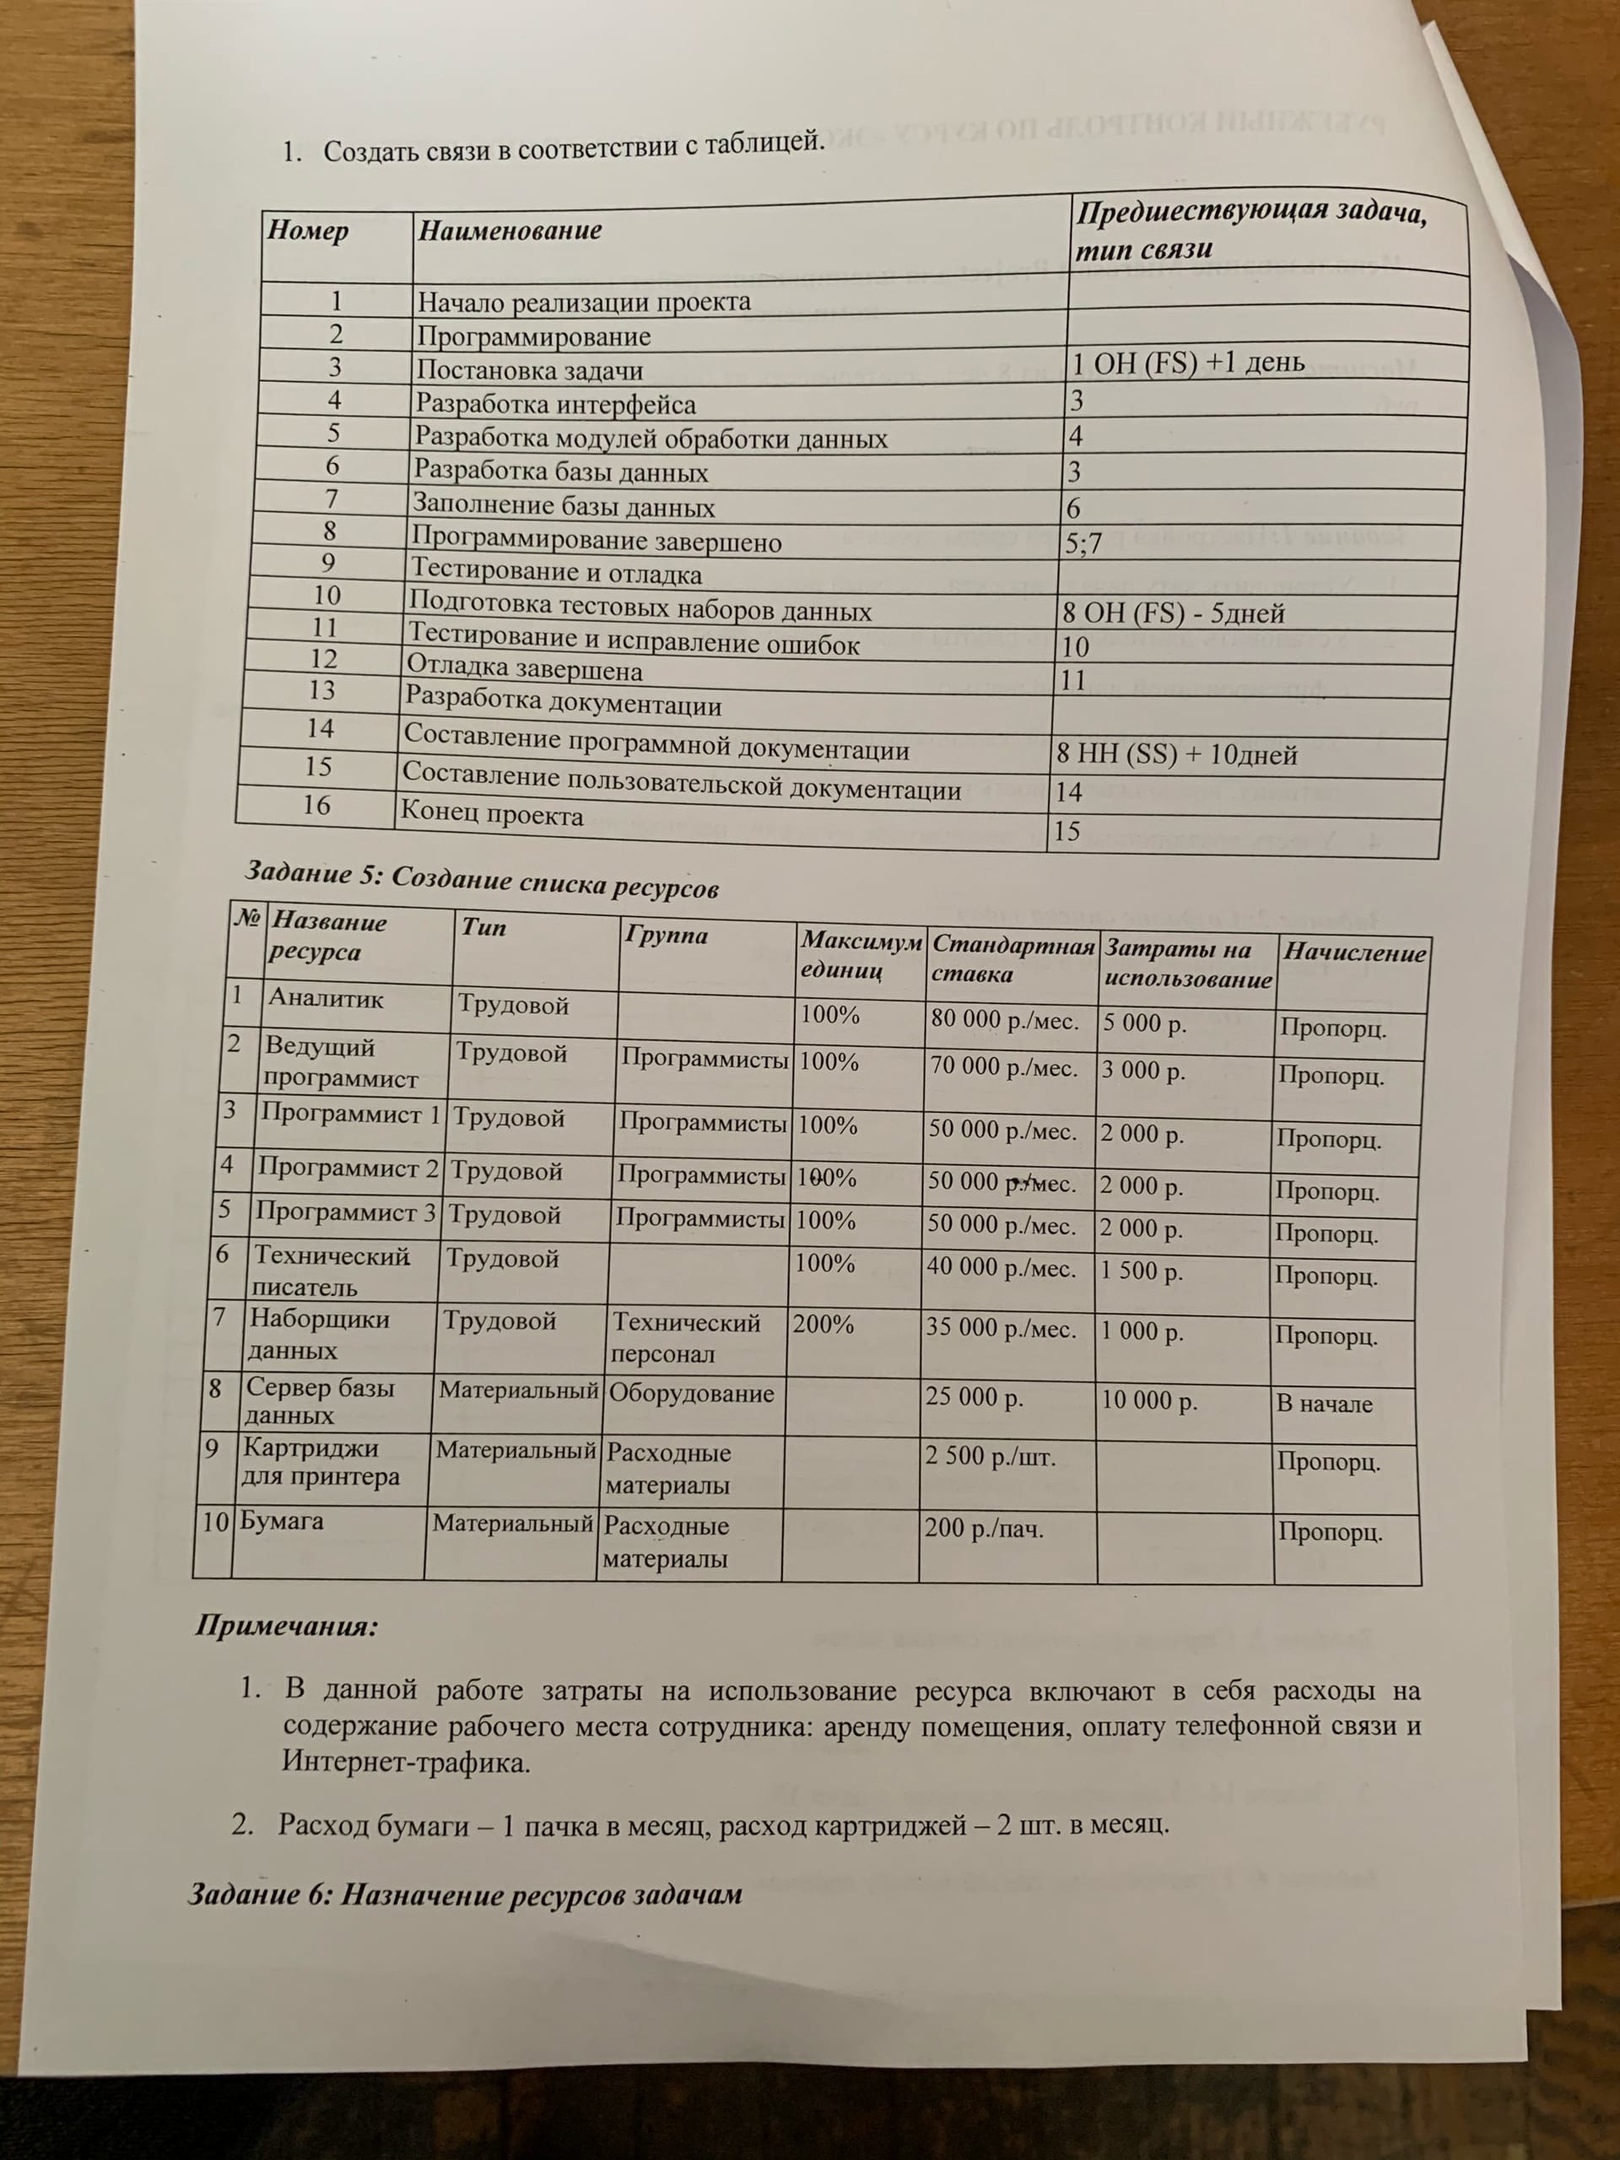 1. Создать связи в соответствии с таблицей.
Номер Наименование Предшествующая задача, тип связи
1 Начало реализации проекта
2 Программирование
3 Постановка задачи 1 ОН (FS) +1 день
4 Разработка интерфейса 3
5 Разработка модулей обработки данных 4
6 Разработка базы данных 3
7 Заполнение базы данных 6
8 Программирование завершено 5;7
9 Тестирование и отладка
10 Подготовка тестовых наборов данных 8 ОН (FS) - 5дней
11 Тестирование и исправление ошибок 10
12 Отладка завершена 11
13 Разработка документации
14 Составление программной документации 8 НН (SS) + 10дней
15 Составление пользовательской документации 14
16 Конец проекта 15
Задание 5: Создание списка ресурсов
№ Название ресурса Тип Группа Максимум единиц Стандартная ставка Затраты на использование Начисление
1 Аналитик Трудовой 100% 80 000 р./мес. 5 000 р. Пропорц.
2 Ведущий программист Трудовой Программисты 100% 70 000 р./мес. 3 000 р. Пропорц.
3 Программист 1 Трудовой Программисты 100% 50 000 р./мес. 2 000 р. Пропорц.
4 Программист 2 Трудовой Программисты 100% 50 000 р./мес. 2 000 р. Пропорц.
5 Программист 3 Трудовой Программисты 100% 50 000 р./мес. 2 000 р. Пропорц.
6 Технический писатель Трудовой 100% 40 000 р./мес. 1 500 р. Пропорц.
7 Наборщики данных Трудовой Технический персонал 200% 35 000 р./мес. 1 000 р. Пропорц.
8 Сервер базы данных Материальный Оборудование 25 000 р. 10 000 р. В начале
9 Картриджи для принтера Материальный Расходные материалы 2 500 р./шт. Пропорц.
10 Бумага Материальный Расходные материалы 200 р./пач. Пропорц.
Примечания:
1. В данной работе затраты на использование ресурса включают в себя расходы на
содержание рабочего места сотрудника: аренду помещения, оплату телефонной связи и
Интернет-трафика.
2. Расход бумаги – 1 пачка в месяц, расход картриджей – 2 шт. в месяц.
Задание 6: Назначение ресурсов задачам